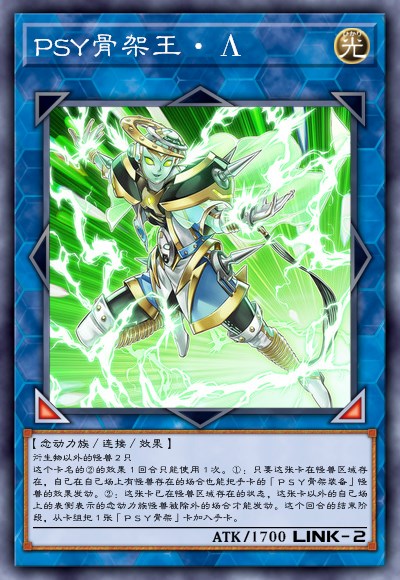 PSY骨架王·Λ
光
ひかり
【念动力族/连接/效果】
衍生物以外的怪兽2只
这个卡名的②的效果1回合只能使用1次。①：只要这张卡在怪兽区域存
在，自己在自己场上有怪兽存在的场合也能把手卡的「PSY骨架装备」怪
兽的效果发动。②：这张卡已在怪兽区域存在的状态，这张卡以外的自己场
上的表侧表示的念动力族怪兽被除外的场合才能发动。这个回合的结束阶
段，从卡组把1张「PSY骨架」卡加入手卡。
ATK/1700 LINK-2